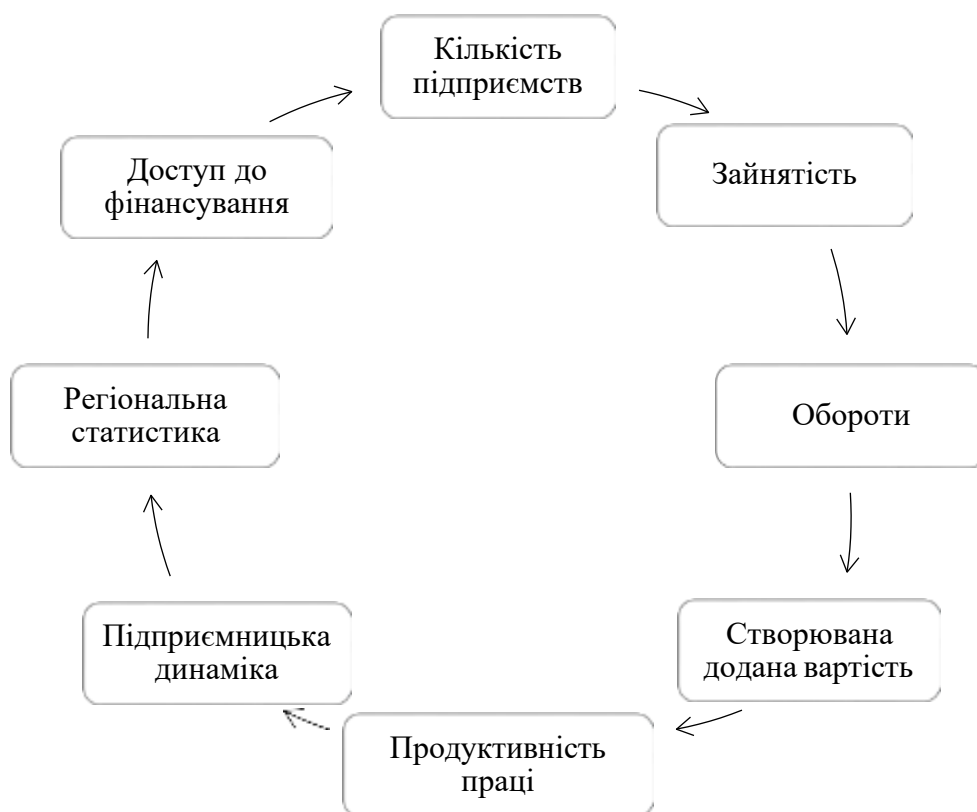 Кількість
підприємств
Зайнятість
Обороти
Створювана
додана вартість
Продуктивність
праці
Підприємницька
динаміка
Регіональна
статистика
Доступ до
фінансування